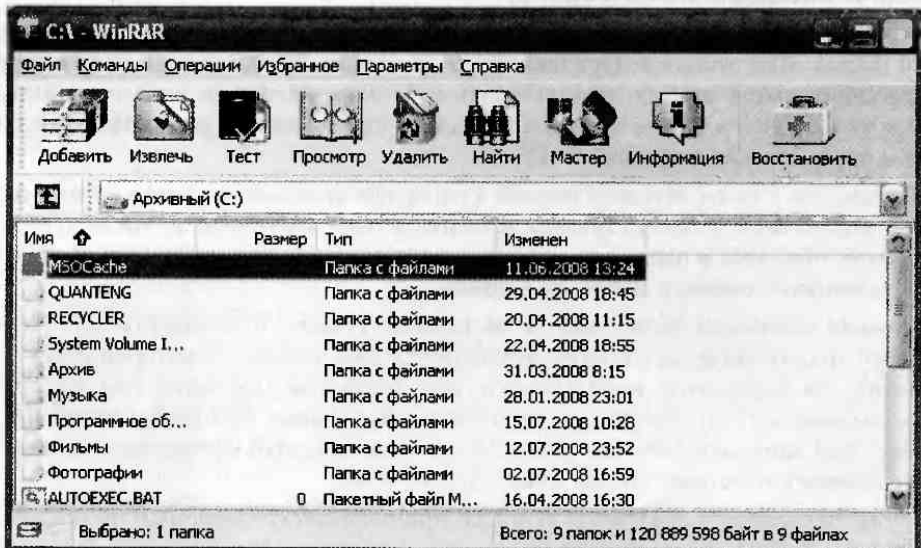 C:\ - WinRAR
Файл Команды Операции Избранное Параметры Справка
Добавить Извлечь Тест Просмотр Удалить Найти Мастер Информация Восстановить
Архивный (C:)
Имя Размер Тип Изменен
MSOCache Папка с файлами 11.06.2008 13:24
QUANTENG Папка с файлами 29.04.2008 18:45
RECYCLER Папка с файлами 20.04.2008 11:15
System Volume I... Папка с файлами 22.04.2008 18:55
Архив Папка с файлами 31.03.2008 8:15
Музыка Папка с файлами 28.01.2008 23:01
Программное об... Папка с файлами 15.07.2008 10:28
Фильмы Папка с файлами 12.07.2008 23:52
Фотографии Папка с файлами 02.07.2008 16:59
AUTOEXEC.BAT 0 Пакетный файл M... 16.04.2008 16:30
Выбрано: 1 папка Всего: 9 папок и 120 889 598 байт в 9 файлах